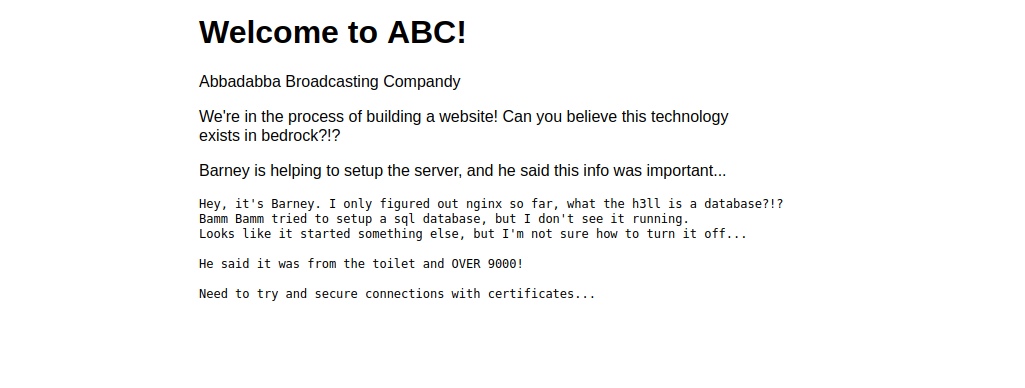 Welcome to ABC!
Abbadabba Broadcasting Compandy
We're in the process of building a website! Can you believe this technology
exists in bedrock?!?
Barney is helping to setup the server, and he said this info was important...
Hey, it's Barney. I only figured out nginx so far, what the h3ll is a database?!?
Bamm Bamm tried to setup a sql database, but I don't see it running.
Looks like it started something else, but I'm not sure how to turn it off...
He said it was from the toilet and OVER 9000!
Need to try and secure connections with certificates...